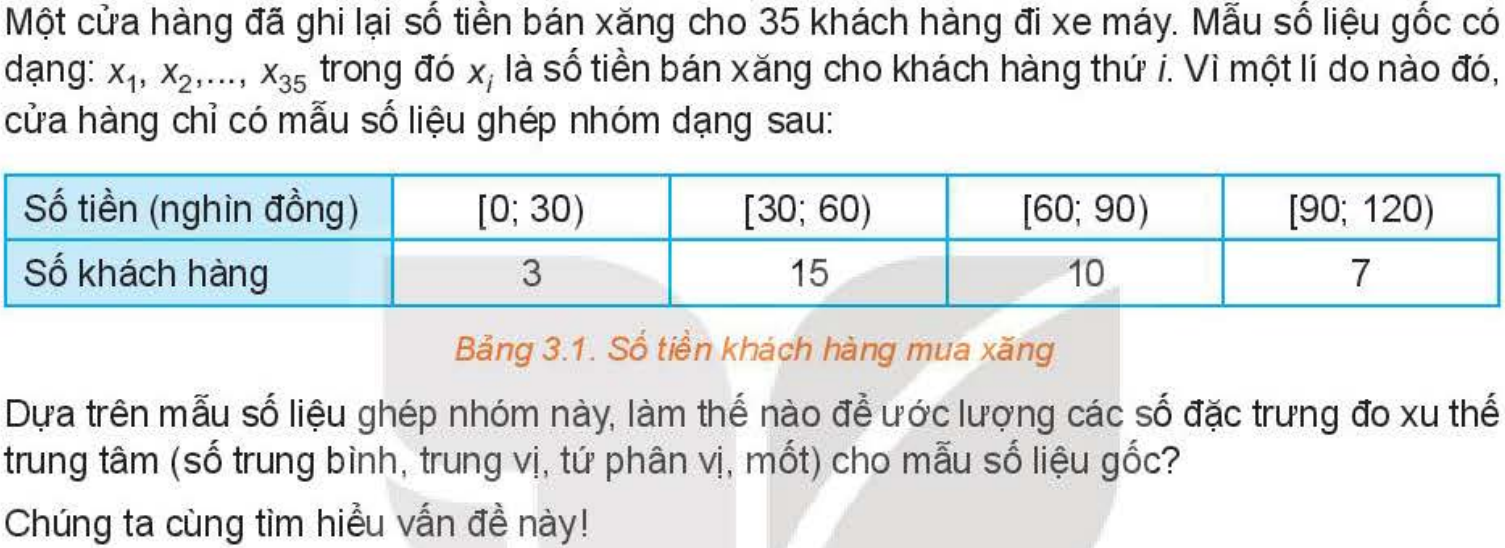 Một cửa hàng đã ghi lại số tiền bán xăng cho 35 khách hàng đi xe máy. Mẫu số liệu gốc có
dạng: x₁, x₂,..., x₃₅ trong đó xᵢ là số tiền bán xăng cho khách hàng thứ i. Vì một lí do nào đó,
cửa hàng chỉ có mẫu số liệu ghép nhóm dạng sau:
Số tiền (nghìn đồng) [0; 30) [30; 60) [60; 90) [90; 120)
Số khách hàng 3 15 10 7
Bảng 3.1. Số tiền khách hàng mua xăng
Dựa trên mẫu số liệu ghép nhóm này, làm thế nào để ước lượng các số đặc trưng đo xu thế
trung tâm (số trung bình, trung vị, tứ phân vị, mốt) cho mẫu số liệu gốc?
Chúng ta cùng tìm hiểu vấn đề này!